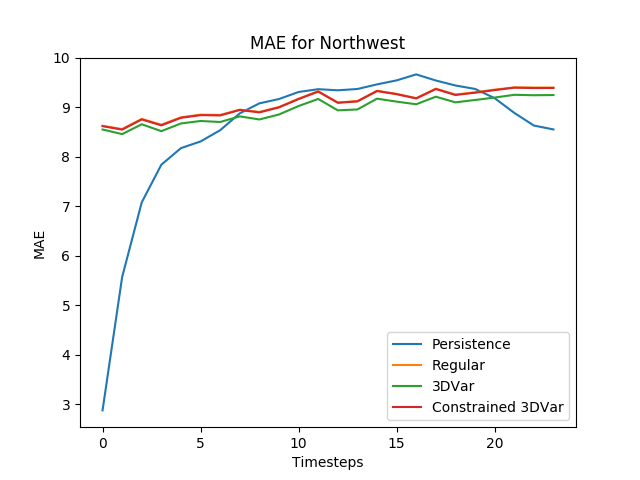 MAE for Northwest
10
9
8
7
6
5
4
3
MAE
0 5 10 15 20
Timesteps
Persistence
Regular
3DVar
Constrained 3DVar